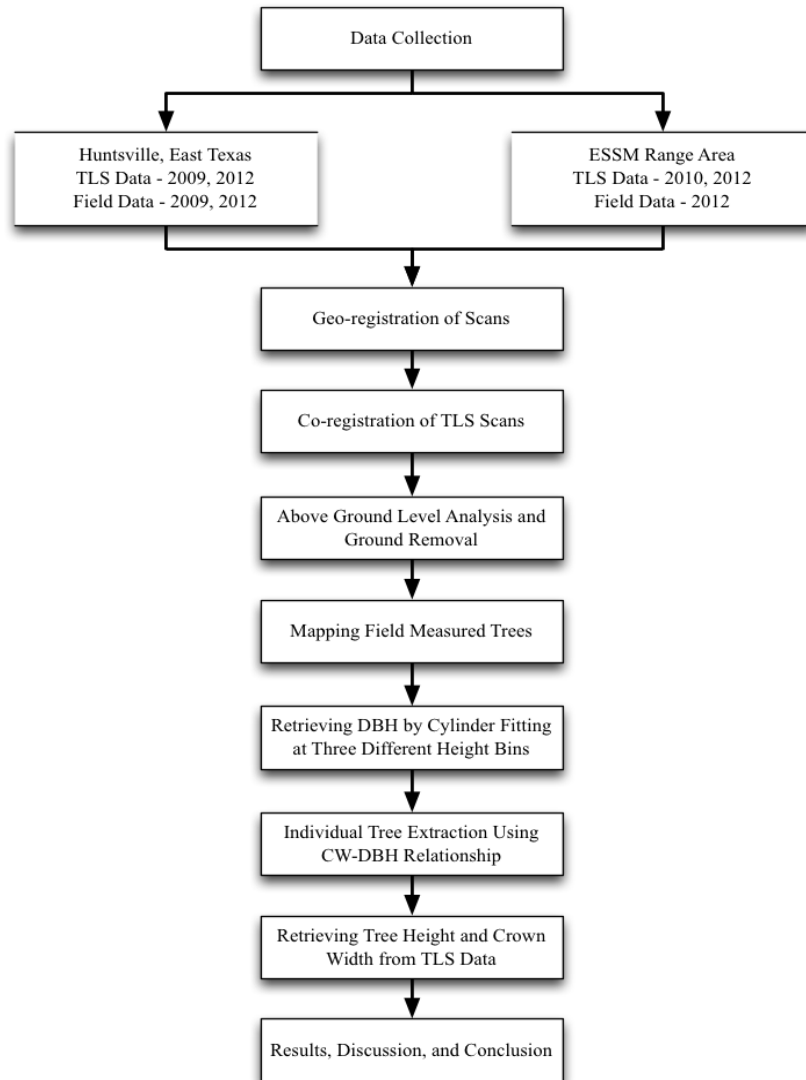 Data Collection
Huntsville, East Texas
TLS Data - 2009, 2012
Field Data - 2009, 2012
ESSM Range Area
TLS Data - 2010, 2012
Field Data - 2012
Geo-registration of Scans
Co-registration of TLS Scans
Above Ground Level Analysis and
Ground Removal
Mapping Field Measured Trees
Retrieving DBH by Cylinder Fitting
at Three Different Height Bins
Individual Tree Extraction Using
CW-DBH Relationship
Retrieving Tree Height and Crown
Width from TLS Data
Results, Discussion, and Conclusion